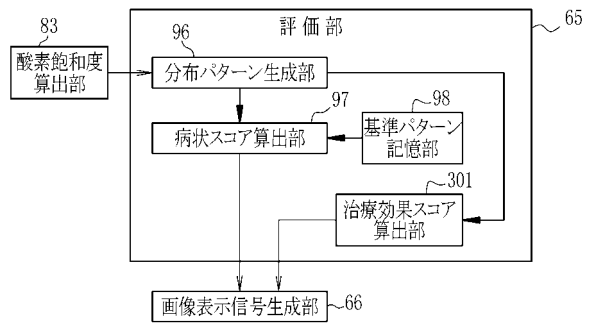 評価部
65
83
酸素飽和度
算出部
96
分布パターン生成部
97
病状スコア算出部
98
基準パターン
記憶部
301
治療効果スコア
算出部
画像表示信号生成部
66